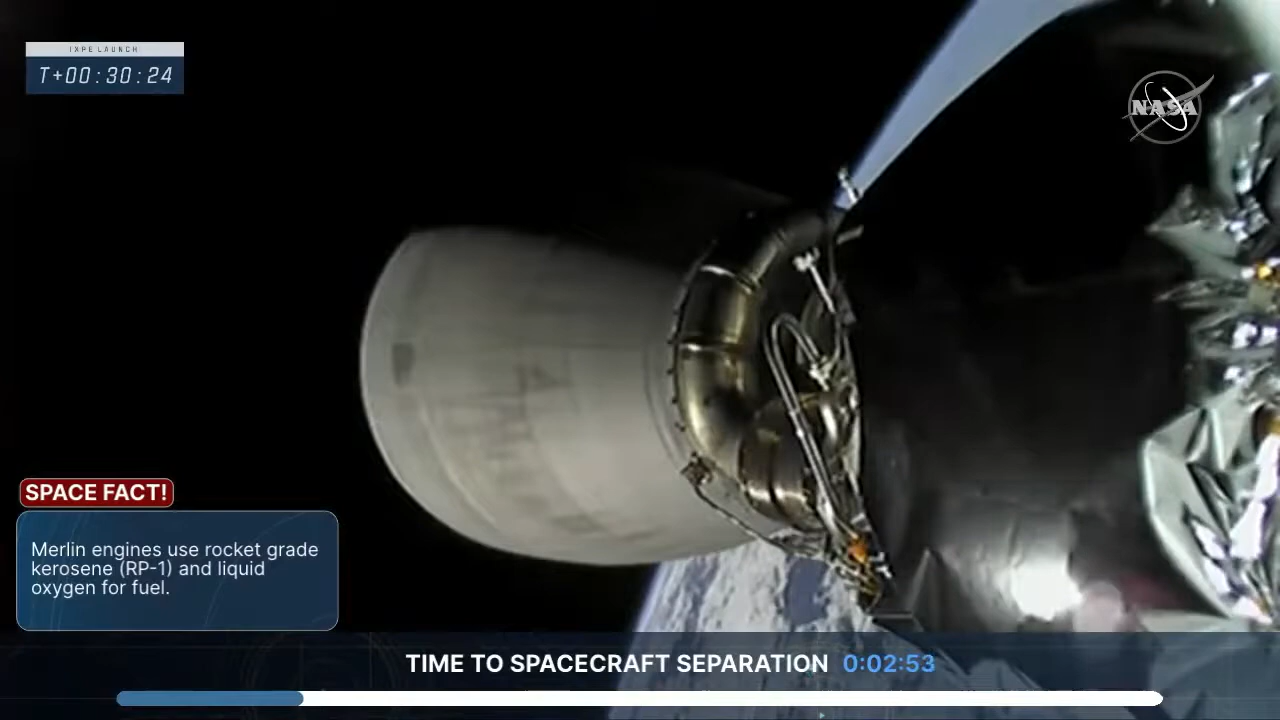 IXPE LAUNCH
T+00:30:24
NASA
SPACE FACT!
Merlin engines use rocket grade
kerosene (RP-1) and liquid
oxygen for fuel.
TIME TO SPACECRAFT SEPARATION 0:02:53